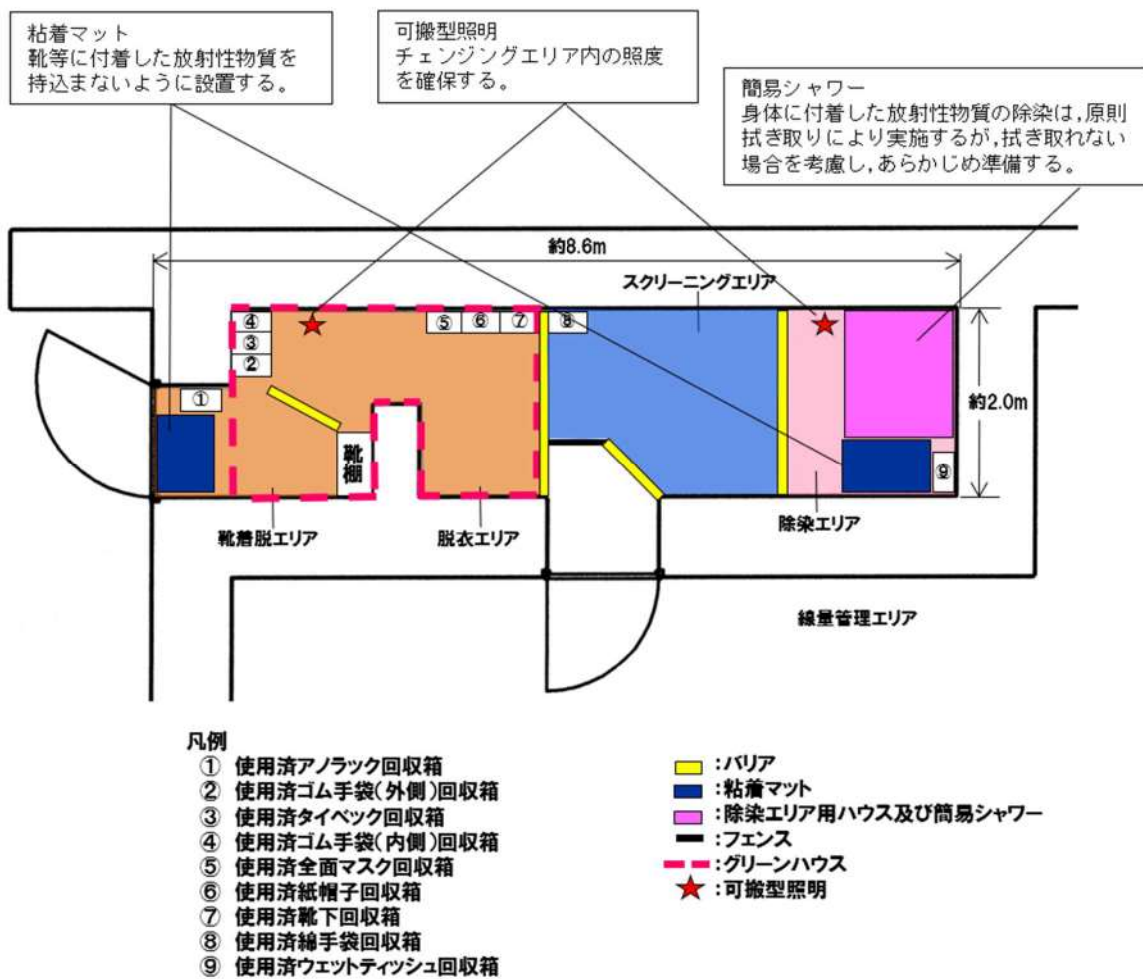 粘着マット
靴等に付着した放射性物質を
持込まないように設置する。
可搬型照明
チェンジングエリア内の照度
を確保する。
簡易シャワー
身体に付着した放射性物質の除染は,原則
拭き取りにより実施するが,拭き取れない
場合を考慮し,あらかじめ準備する。
約8.6m
スクリーニングエリア
④
③
②
⑤ ⑥ ⑦
⑧
①
約2.0m
靴棚
⑨
靴着脱エリア
脱衣エリア
除染エリア
線量管理エリア
凡例
① 使用済アノラック回収箱
② 使用済ゴム手袋(外側)回収箱
③ 使用済タイベック回収箱
④ 使用済ゴム手袋(内側)回収箱
⑤ 使用済全面マスク回収箱
⑥ 使用済紙帽子回収箱
⑦ 使用済靴下回収箱
⑧ 使用済綿手袋回収箱
⑨ 使用済ウェットティッシュ回収箱
:バリア
:粘着マット
:除染エリア用ハウス及び簡易シャワー
:フェンス
:グリーンハウス
:可搬型照明